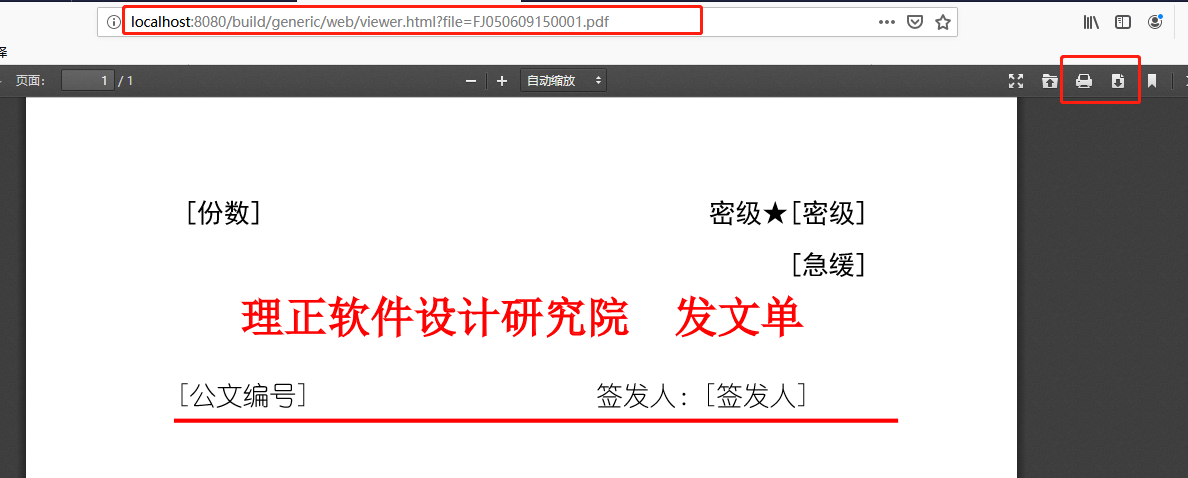 localhost:8080/build/generic/web/viewer.html?file=FJ050609150001.pdf
页面： 1 / 1 自动缩放
[份数] 密级★[密级]
[急缓]
理正软件设计研究院 发文单
[公文编号] 签发人：[签发人]